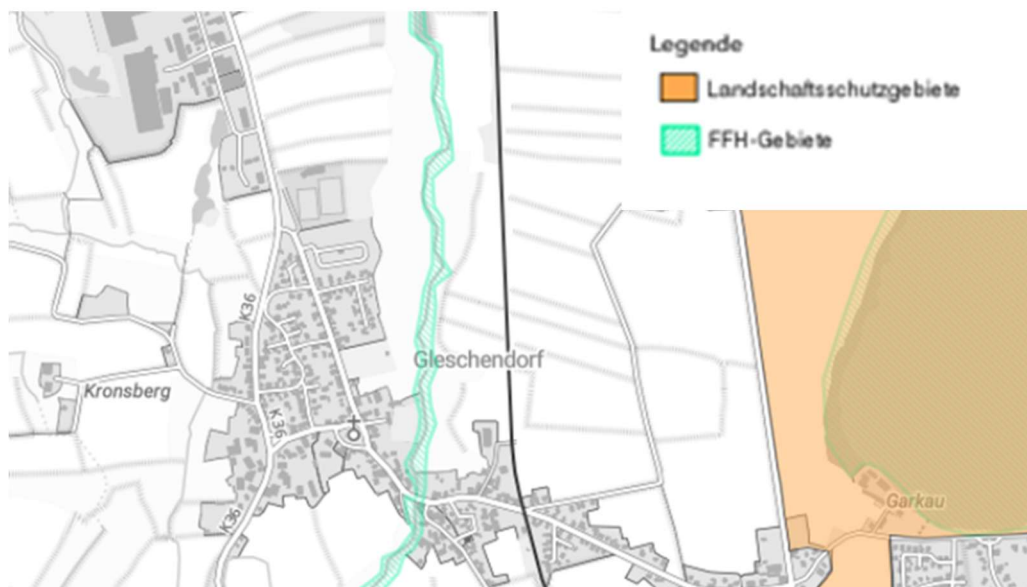 Legende
Landschaftsschutzgebiete
FFH-Gebiete
K36
Gleschendorf
Kronsberg
K36
Garkau
K36